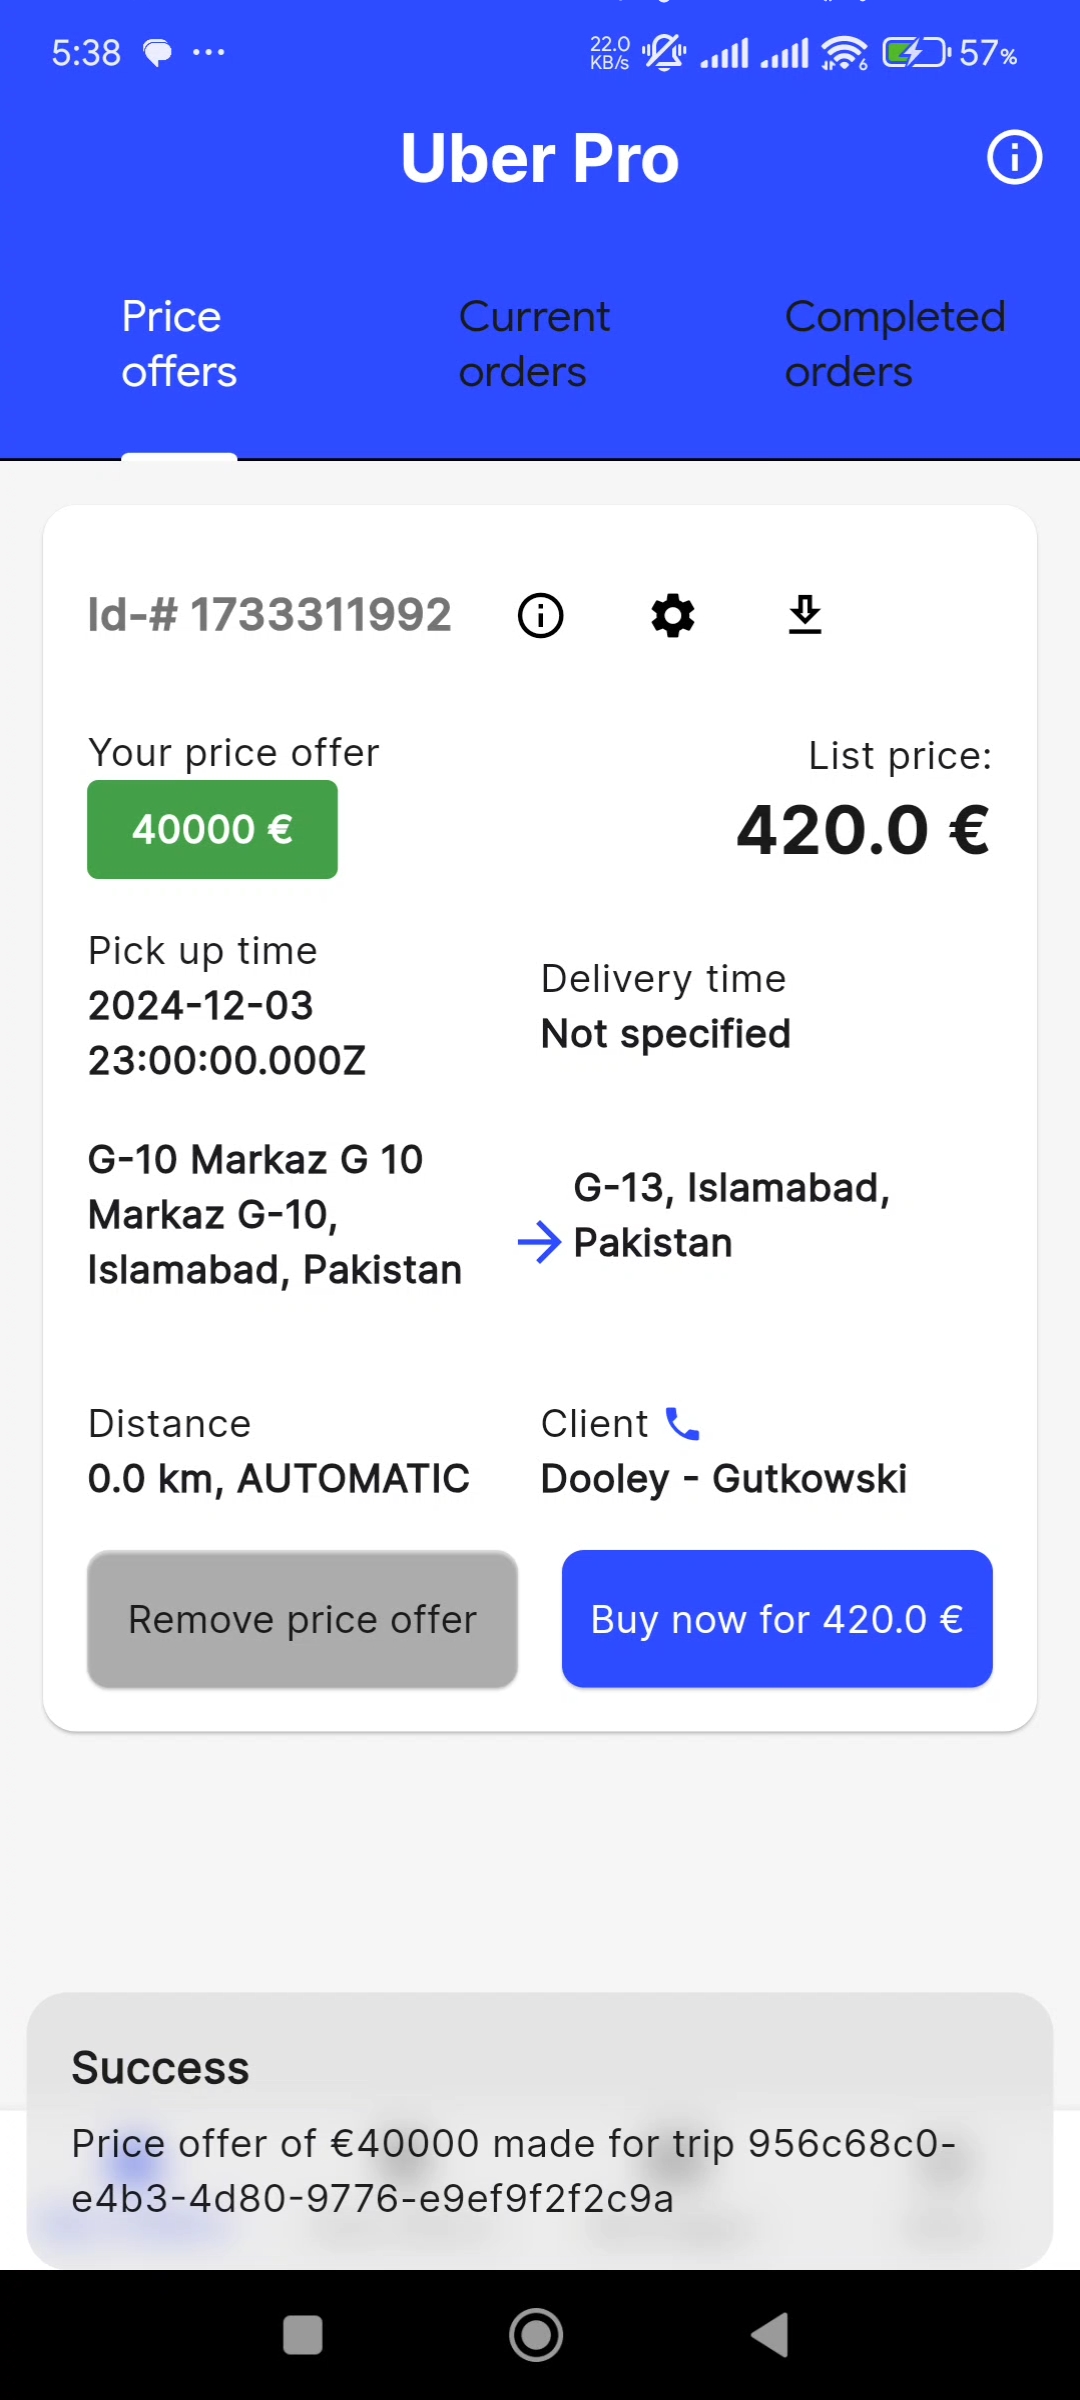 5:38 ...
22.0
KB/s
6
57%
Uber Pro
Price
offers
Current
orders
Completed
orders
Id-# 1733311992
Your price offer
40000 €
List price:
420.0 €
Pick up time
2024-12-03
23:00:00.000Z
Delivery time
Not specified
G-10 Markaz G 10
Markaz G-10,
Islamabad, Pakistan
G-13, Islamabad,
Pakistan
Distance
0.0 km, AUTOMATIC
Client
Dooley - Gutkowski
Remove price offer
Buy now for 420.0 €
Success
Price offer of €40000 made for trip 956c68c0-
e4b3-4d80-9776-e9ef9f2f2c9a